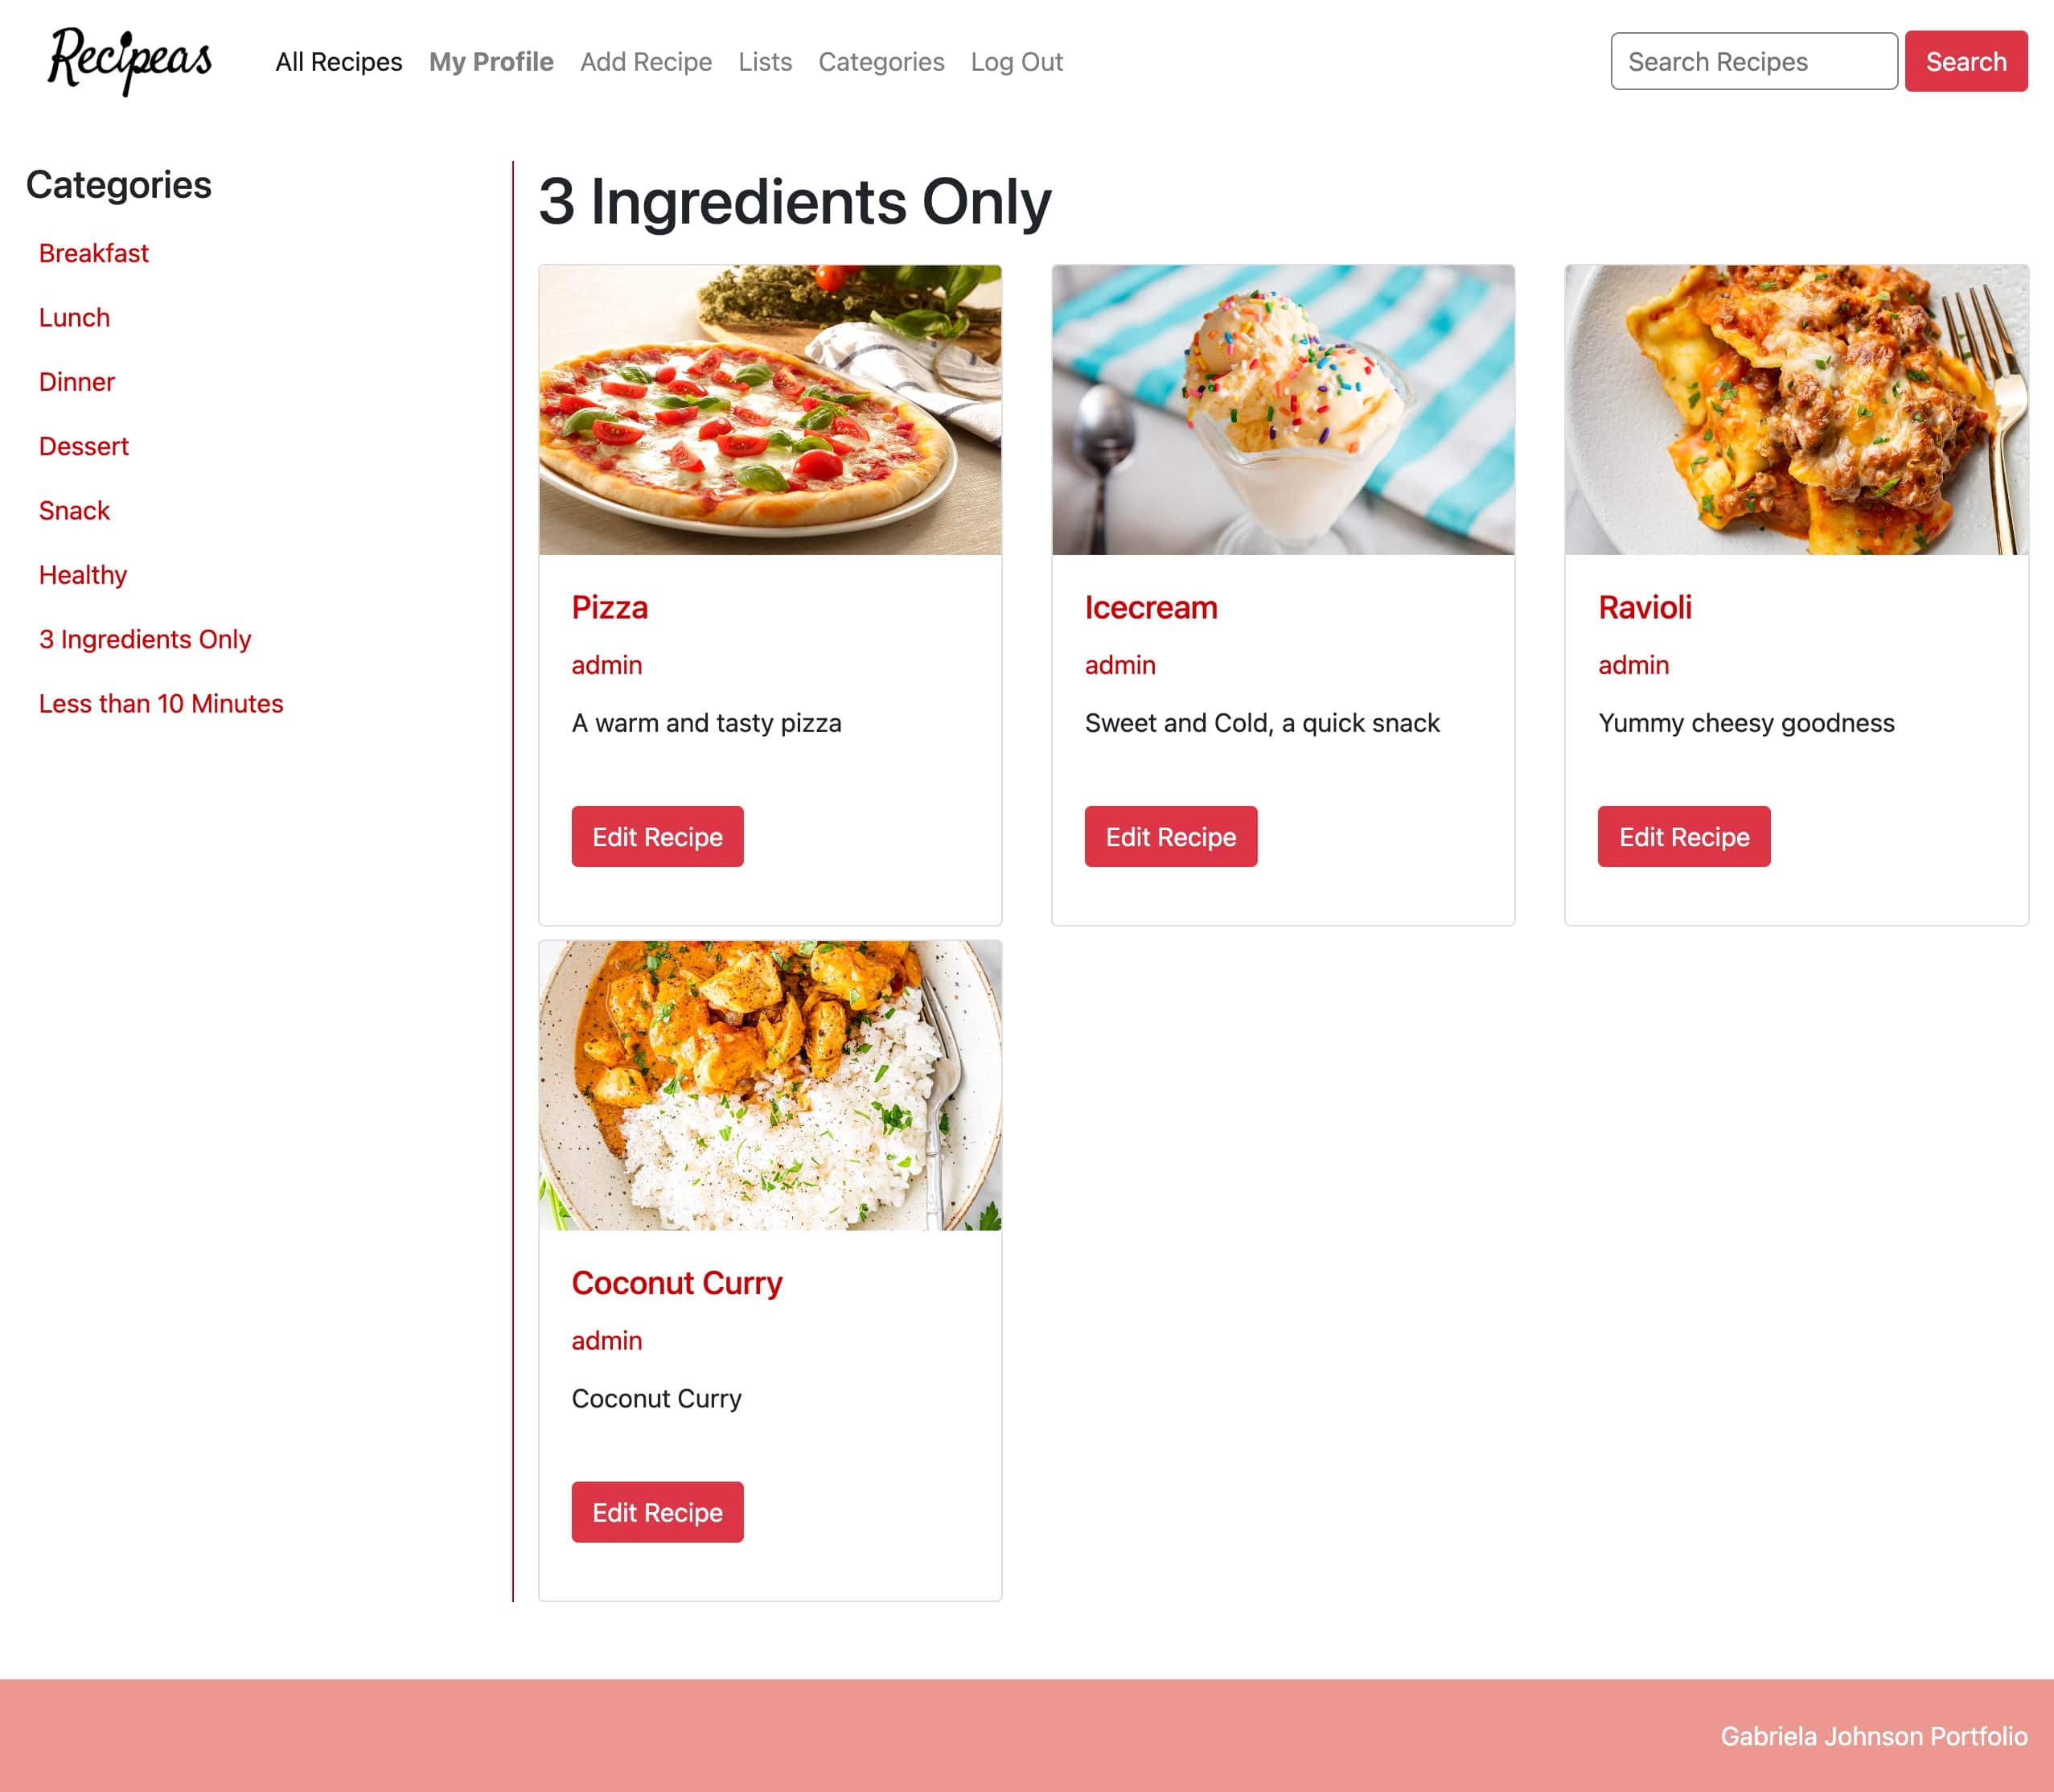 Recipeas
All Recipes My Profile Add Recipe Lists Categories Log Out
Search Recipes Search
Categories
Breakfast
Lunch
Dinner
Dessert
Snack
Healthy
3 Ingredients Only
Less than 10 Minutes
3 Ingredients Only
Pizza
admin
A warm and tasty pizza
Edit Recipe
Icecream
admin
Sweet and Cold, a quick snack
Edit Recipe
Ravioli
admin
Yummy cheesy goodness
Edit Recipe
Coconut Curry
admin
Coconut Curry
Edit Recipe
Gabriela Johnson Portfolio